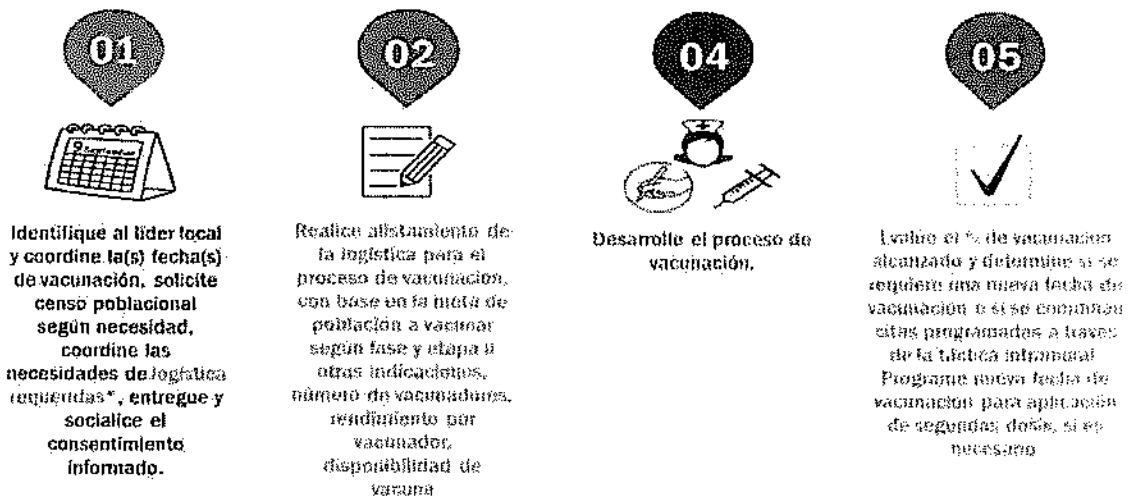 01
Identifique al líder local
y coordine la(s) fecha(s)
de vacunación, solicite
censo poblacional
según necesidad,
coordine las
necesidades de logística
requeridas*, entregue y
socialice el
consentimiento
informado.
02
Realice alistamiento de
la logística para el
proceso de vacunación,
con base en la meta de
población a vacunar
según fase y etapa u
otras indicaciones,
número de vacunadores,
rendimiento por
vacunador,
disponibilidad de
vacuna
04
Desarrolle el proceso de
vacunación.
05
Evalúe el % de vacunación
alcanzado y determine si se
requiere una nueva fecha de
vacunación o si se
citas programadas a través
de la táctica intramural
Programe nueva fecha de
vacunación para aplicación
de segundas dosis, si es
necesario